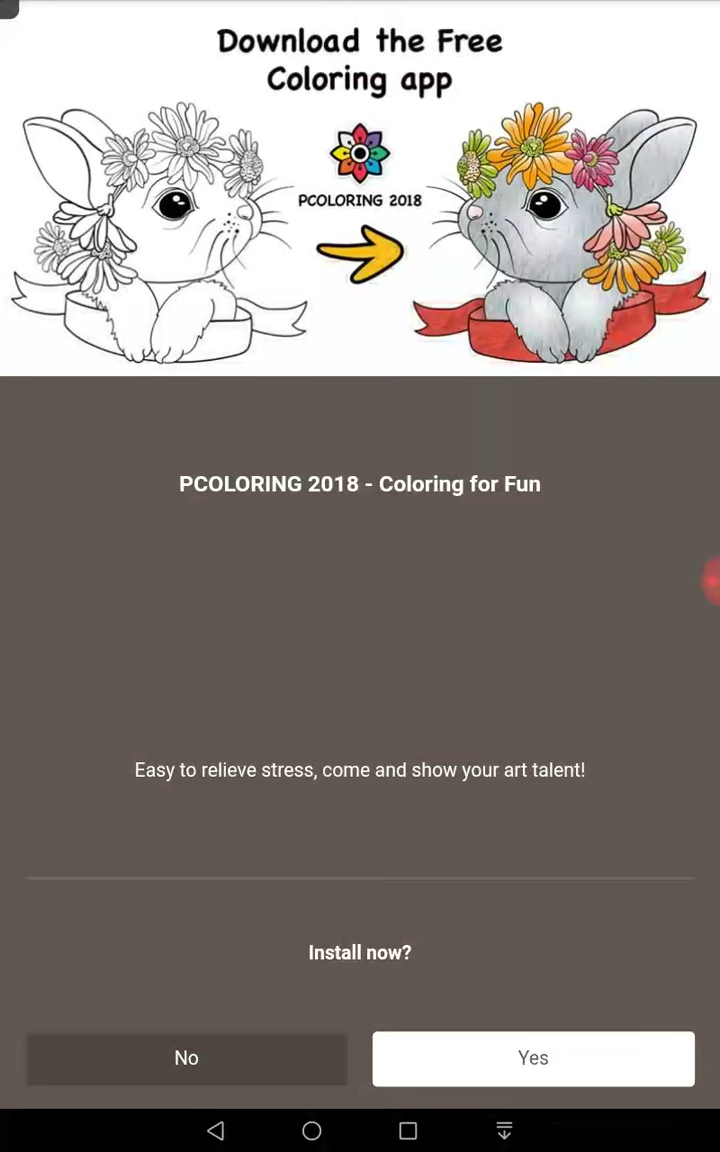 Download the Free
Coloring app
PCOLORING 2018
PCOLORING 2018 - Coloring for Fun
Easy to relieve stress, come and show your art talent!
Install now?
No
Yes